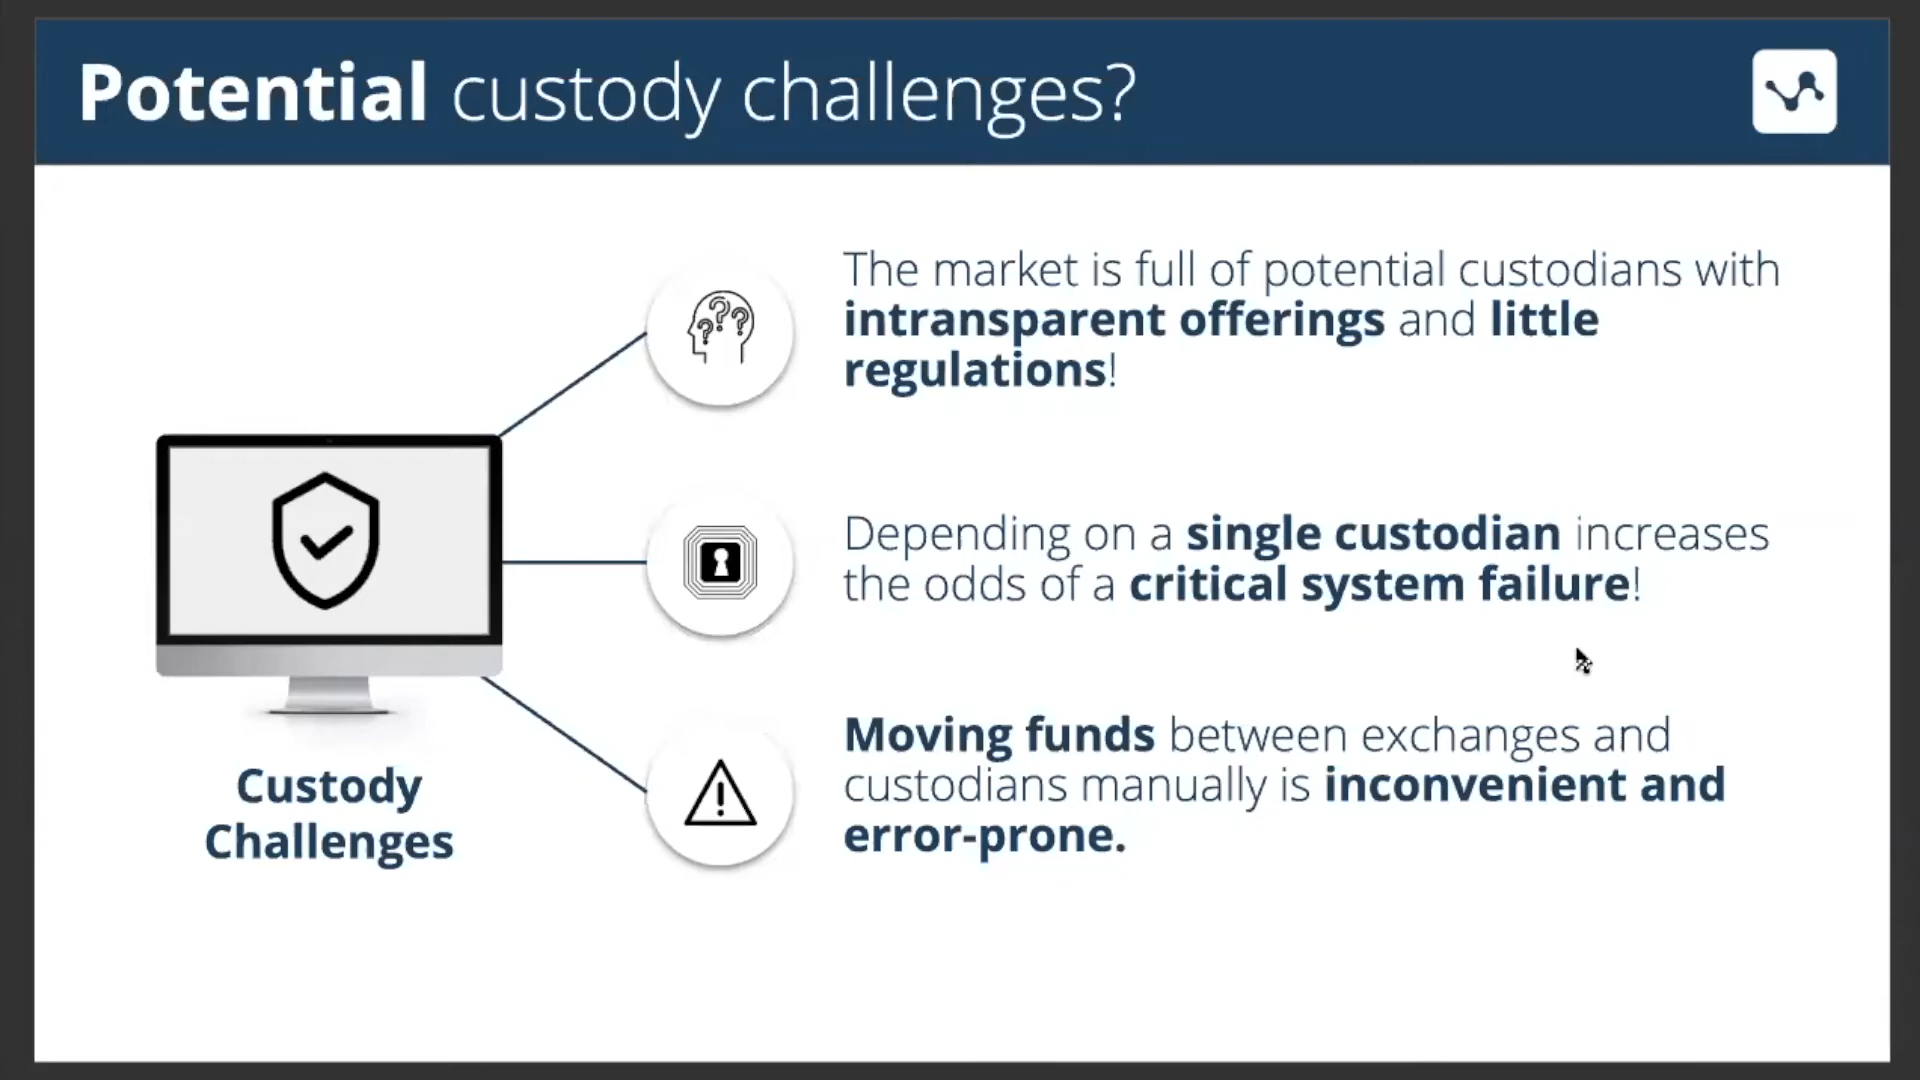 Potential custody challenges?
The market is full of potential custodians with
intransparent offerings and little
regulations!
Depending on a single custodian increases
the odds of a critical system failure!
Moving funds between exchanges and
custodians manually is inconvenient and
error-prone.
Custody
Challenges